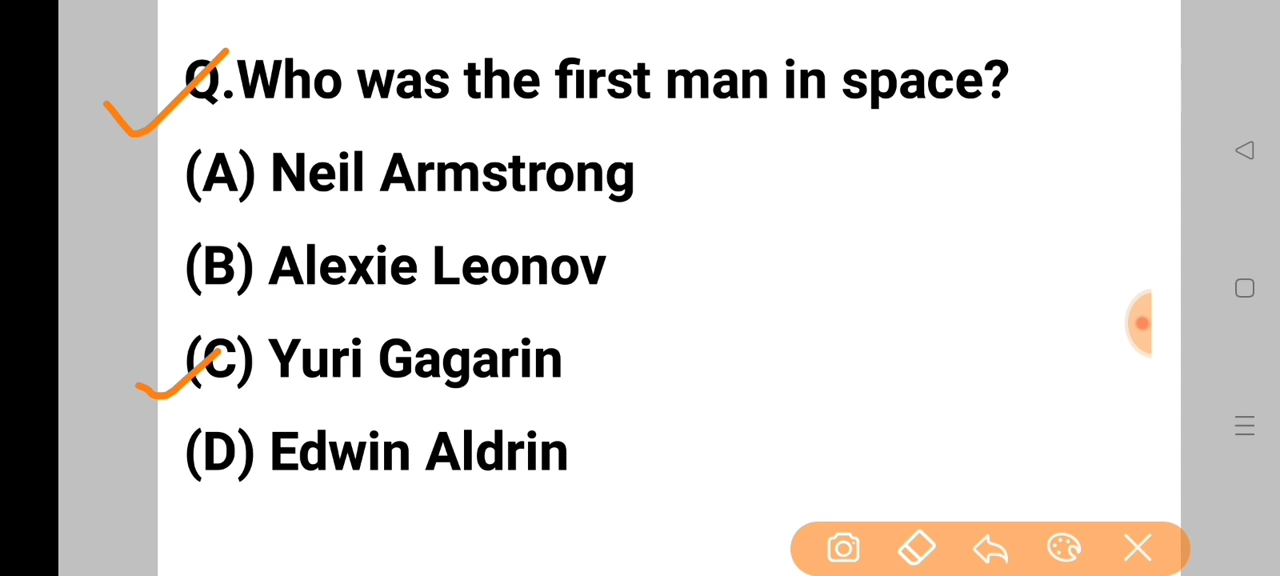 Q.Who was the first man in space?
(A) Neil Armstrong
(B) Alexie Leonov
(C) Yuri Gagarin
(D) Edwin Aldrin